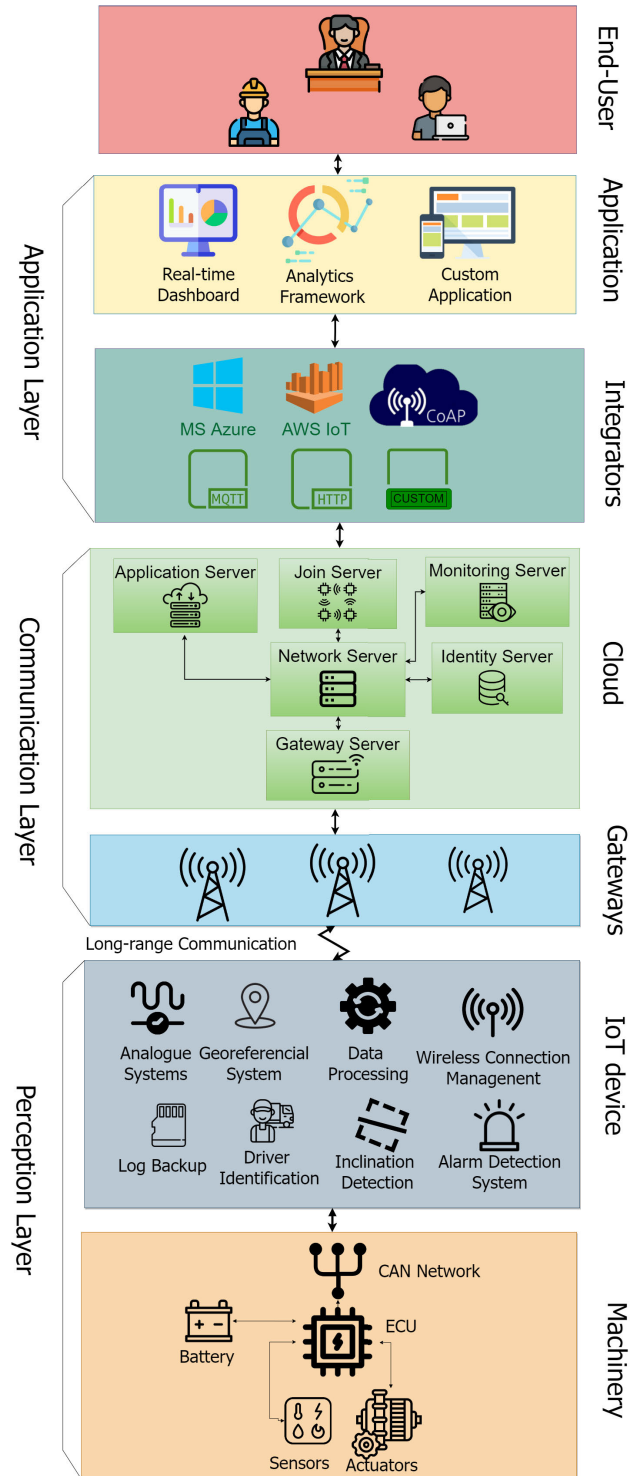 End-User
Application Layer
Application
Real-time
Dashboard
Analytics
Framework
Custom
Application
Integrators
MS Azure
AWS IoT
CoAP
MQTT
HTTP
CUSTOM
Communication Layer
Cloud
Application Server
Join Server
Monitoring Server
Network Server
Identity Server
Gateway Server
Gateways
Long-range Communication
Perception Layer
IoT device
Analogue
Systems
Georeferencial
System
Data
Processing
Wireless Connection
Management
Log Backup
Driver
Identification
Inclination
Detection
Alarm Detection
System
Machinery
CAN Network
ECU
Battery
Sensors
Actuators